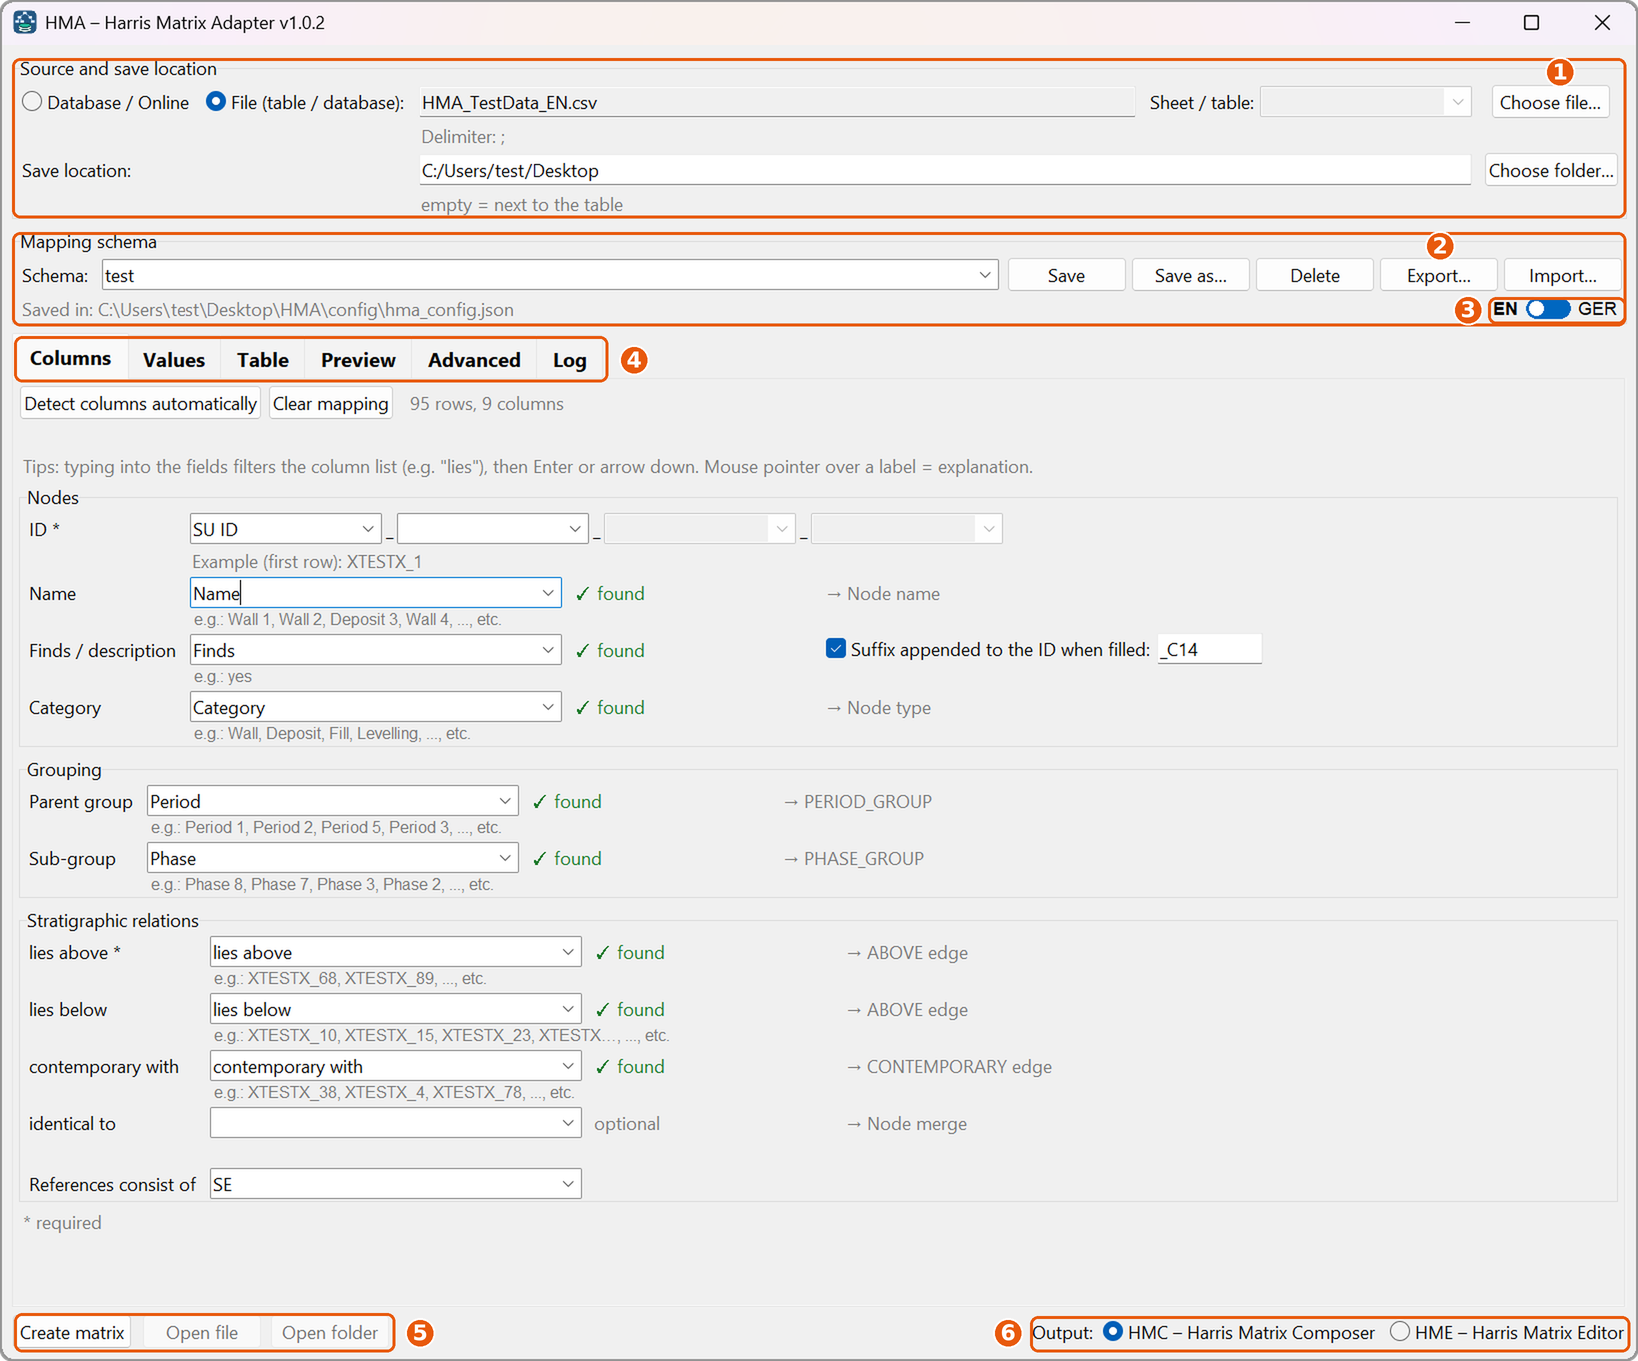 HMA – Harris Matrix Adapter v1.0.2
Source and save location
1
Database / Online File (table / database): HMA_TestData_EN.csv Sheet / table: Choose file...
Delimiter: ;
Save location: C:/Users/test/Desktop Choose folder...
empty = next to the table
Mapping schema
2
Schema: test Save Save as... Delete Export... Import...
Saved in: C:\Users\test\Desktop\HMA\config\hma_config.json 3 EN GER
Columns Values Table Preview Advanced Log 4
Detect columns automatically Clear mapping 95 rows, 9 columns
Tips: typing into the fields filters the column list (e.g. "lies"), then Enter or arrow down. Mouse pointer over a label = explanation.
Nodes
ID * SU ID _ _ _
Example (first row): XTESTX_1
Name Name ✓ found → Node name
e.g.: Wall 1, Wall 2, Deposit 3, Wall 4, ..., etc.
Finds / description Finds ✓ found Suffix appended to the ID when filled: _C14
e.g.: yes
Category Category ✓ found → Node type
e.g.: Wall, Deposit, Fill, Levelling, ..., etc.
Grouping
Parent group Period ✓ found → PERIOD_GROUP
e.g.: Period 1, Period 2, Period 5, Period 3, ..., etc.
Sub-group Phase ✓ found → PHASE_GROUP
e.g.: Phase 8, Phase 7, Phase 3, Phase 2, ..., etc.
Stratigraphic relations
lies above * lies above ✓ found → ABOVE edge
e.g.: XTESTX_68, XTESTX_89, ..., etc.
lies below lies below ✓ found → ABOVE edge
e.g.: XTESTX_10, XTESTX_15, XTESTX_23, XTESTX..., ..., etc.
contemporary with contemporary with ✓ found → CONTEMPORARY edge
e.g.: XTESTX_38, XTESTX_4, XTESTX_78, ..., etc.
identical to optional → Node merge
References consist of SE
* required
Create matrix Open file Open folder 5 6 Output: HMC – Harris Matrix Composer HME – Harris Matrix Editor